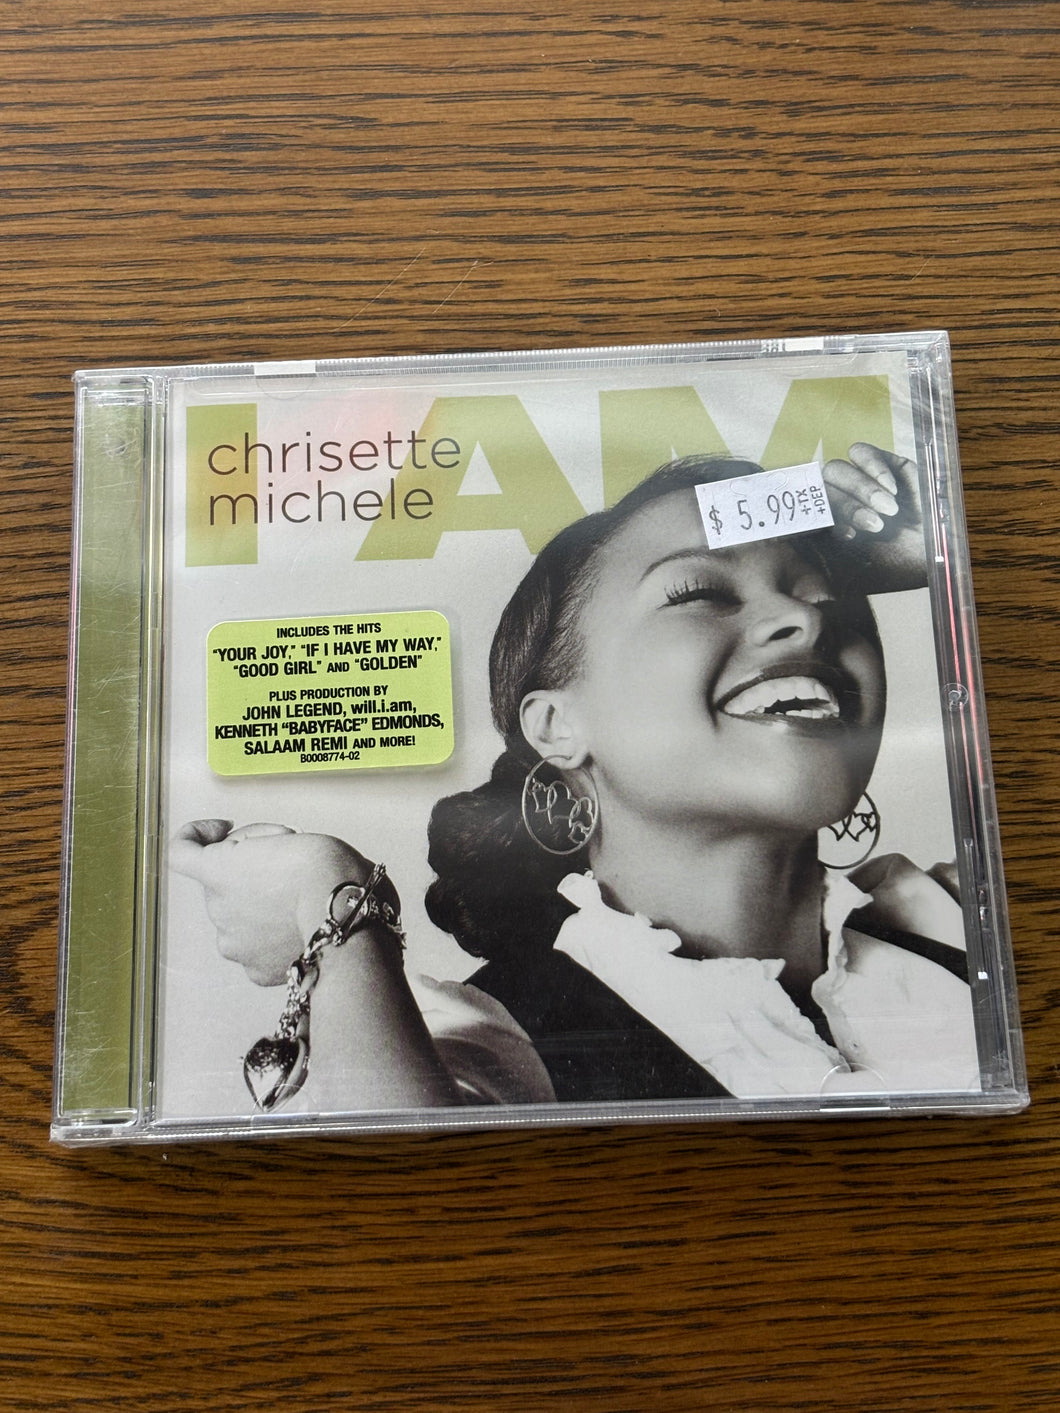 I AM
chrisette
michele
$ 5.99 +TX
+DEP
INCLUDES THE HITS
"YOUR JOY," "IF I HAVE MY WAY,"
"GOOD GIRL" AND "GOLDEN"
PLUS PRODUCTION BY
JOHN LEGEND, will.i.am,
KENNETH "BABYFACE" EDMONDS,
SALAAM REMI AND MORE!
B0008774-02